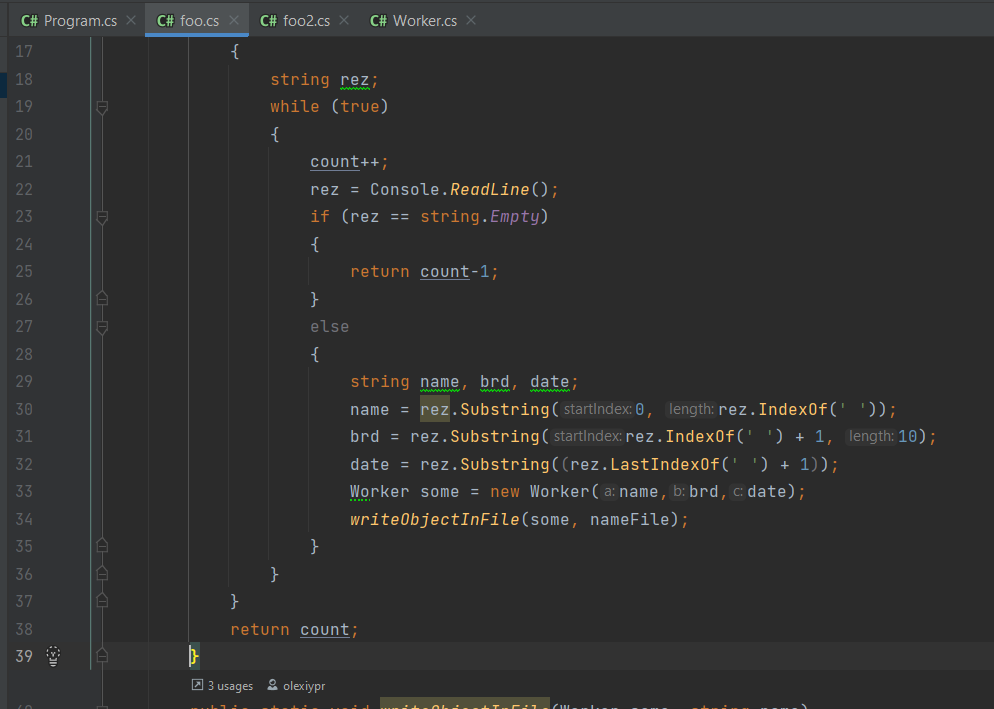 C# Program.cs × C# foo.cs × C# foo2.cs × C# Worker.cs ×
17 {
18 string rez;
19 while (true)
20 {
21 count++;
22 rez = Console.ReadLine();
23 if (rez == string.Empty)
24 {
25 return count-1;
26 }
27 else
28 {
29 string name, brd, date;
30 name = rez.Substring(startIndex:0, length:rez.IndexOf(' '));
31 brd = rez.Substring(startIndex:rez.IndexOf(' ') + 1, length:10);
32 date = rez.Substring((rez.LastIndexOf(' ') + 1));
33 Worker some = new Worker(a:name,b:brd,c:date);
34 writeObjectInFile(some, nameFile);
35 }
36 }
37 }
38 return count;
39 }
3 usages olexiypr
40 public static void writeObjectInFile(Worker some, string name)